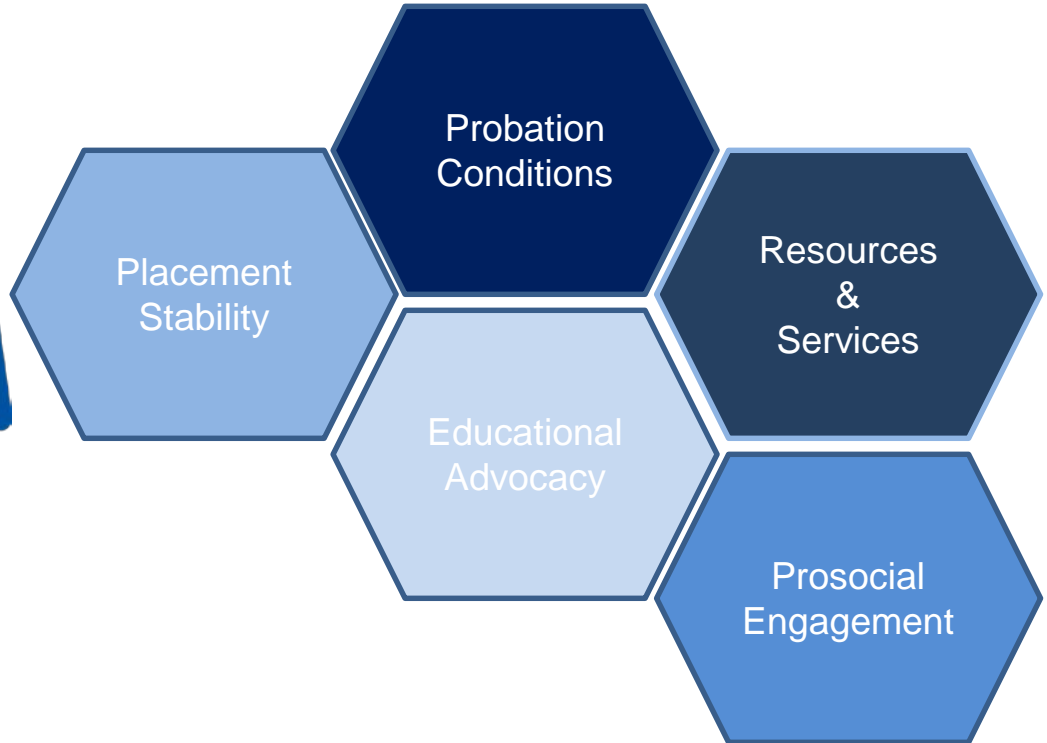 Probation
Conditions
Placement
Stability
Resources
&
Services
Educational
Advocacy
Prosocial
Engagement